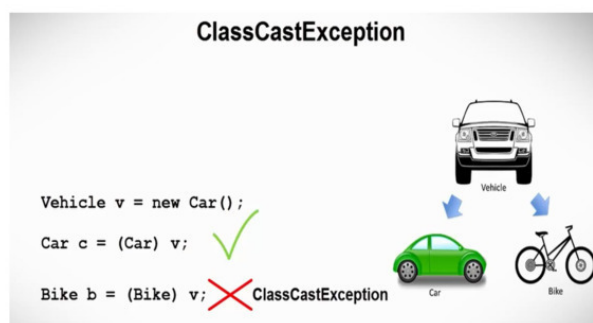 ClassCastException
Vehicle
Vehicle v = new Car();
Car c = (Car) v;
Car
Bike
Bike b = (Bike) v; ClassCastException